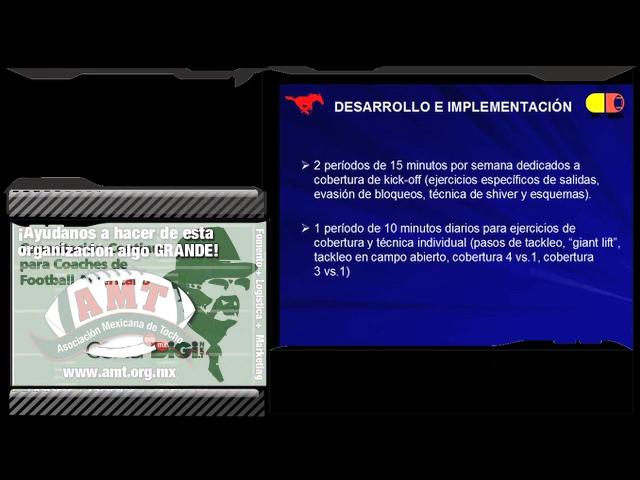 DESARROLLO E IMPLEMENTACIÓN
➢ 2 períodos de 15 minutos por semana dedicados a
cobertura de kick-off (ejercicios específicos de salidas,
evasión de bloqueos, técnica de shiver y esquemas).
➢ 1 período de 10 minutos diarios para ejercicios de
cobertura y técnica individual (pasos de tackleo, “giant lift”,
tackleo en campo abierto, cobertura 4 vs.1, cobertura
3 vs.1)
¡Ayúdanos a hacer de esta
organización algo GRANDE!
para Coaches de
Football
AMT
Asociación Mexicana de Tocho
www.amt.org.mx
Fomento + Logística + Marketing